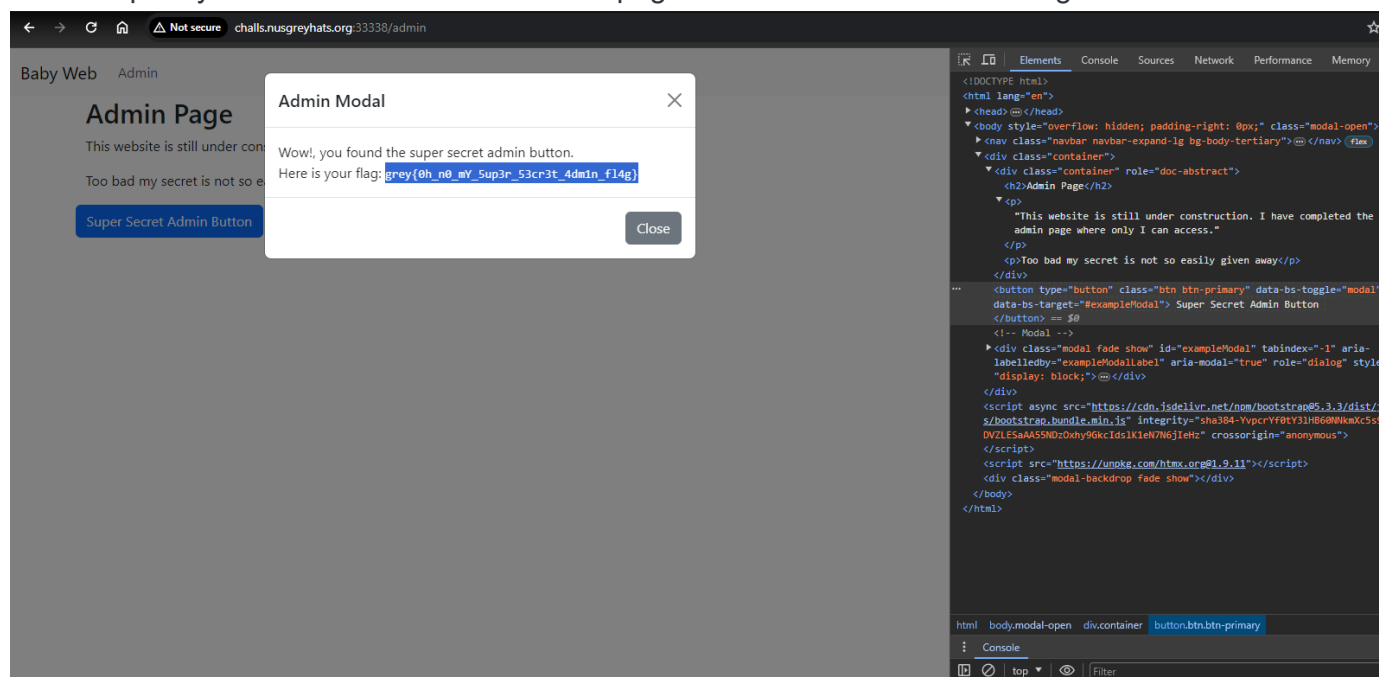 Not secure challs.nusgreyhats.org:33338/admin
Baby Web Admin
Admin Page
This website is still under con
Too bad my secret is not so e
Super Secret Admin Button
Admin Modal
Wow!, you found the super secret admin button.
Here is your flag: grey{0h_n0_mY_5up3r_53cr3t_4dm1n_fl4g}
Close
Elements Console Sources Network Performance Memory
<!DOCTYPE html>
<html lang="en">
<head> </head>
<body style="overflow: hidden; padding-right: 0px;" class="modal-open">
<nav class="navbar navbar-expand-lg bg-body-tertiary"> </nav> flex
<div class="container">
<div class="container" role="doc-abstract">
<h2>Admin Page</h2>
<p>
"This website is still under construction. I have completed the
admin page where only I can access."
</p>
<p>Too bad my secret is not so easily given away</p>
</div>
<button type="button" class="btn btn-primary" data-bs-toggle="modal"
data-bs-target="#exampleModal"> Super Secret Admin Button
</button> == $0
<!-- Modal -->
<div class="modal fade show" id="exampleModal" tabindex="-1" aria-
labelledby="exampleModalLabel" aria-modal="true" role="dialog" style
"display: block;"> </div>
</div>
<script async src="https://cdn.jsdelivr.net/npm/bootstrap@5.3.3/dist/
s/bootstrap.bundle.min.js" integrity=
crossorigin="anonymous">
</script>
<script src="https://unpkg.com/htmx.org@1.9.11"></script>
<div class="modal-backdrop fade show"></div>
</body>
</html>
html body.modal-open div.container button.btn.btn-primary
Console
top Filter